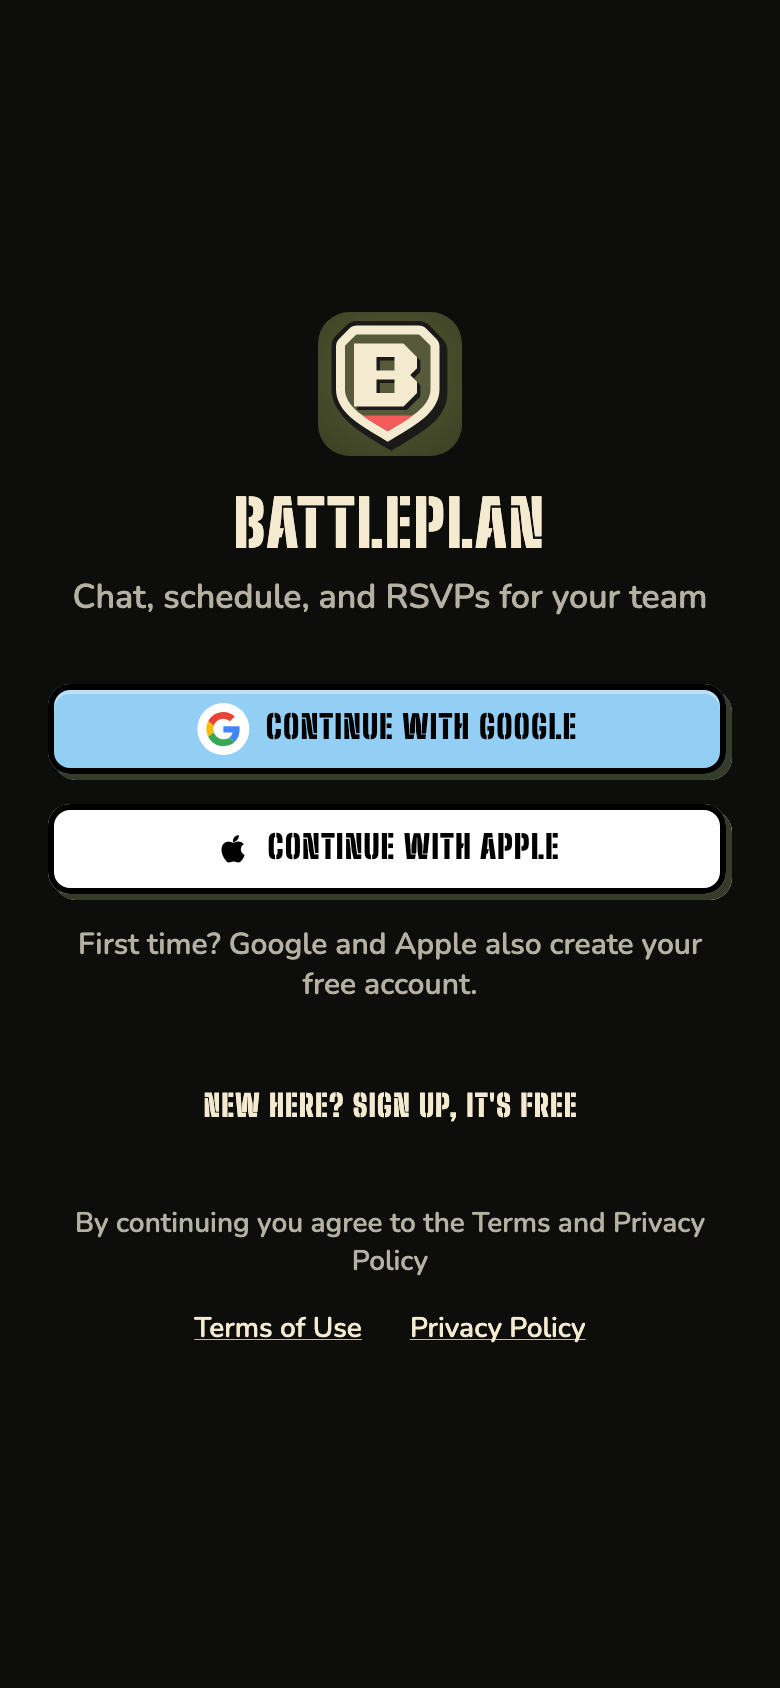 B
BATTLEPLAN
Chat, schedule, and RSVPs for your team
CONTINUE WITH GOOGLE
CONTINUE WITH APPLE
First time? Google and Apple also create your
free account.
NEW HERE? SIGN UP, IT'S FREE
By continuing you agree to the Terms and Privacy
Policy
Terms of Use Privacy Policy